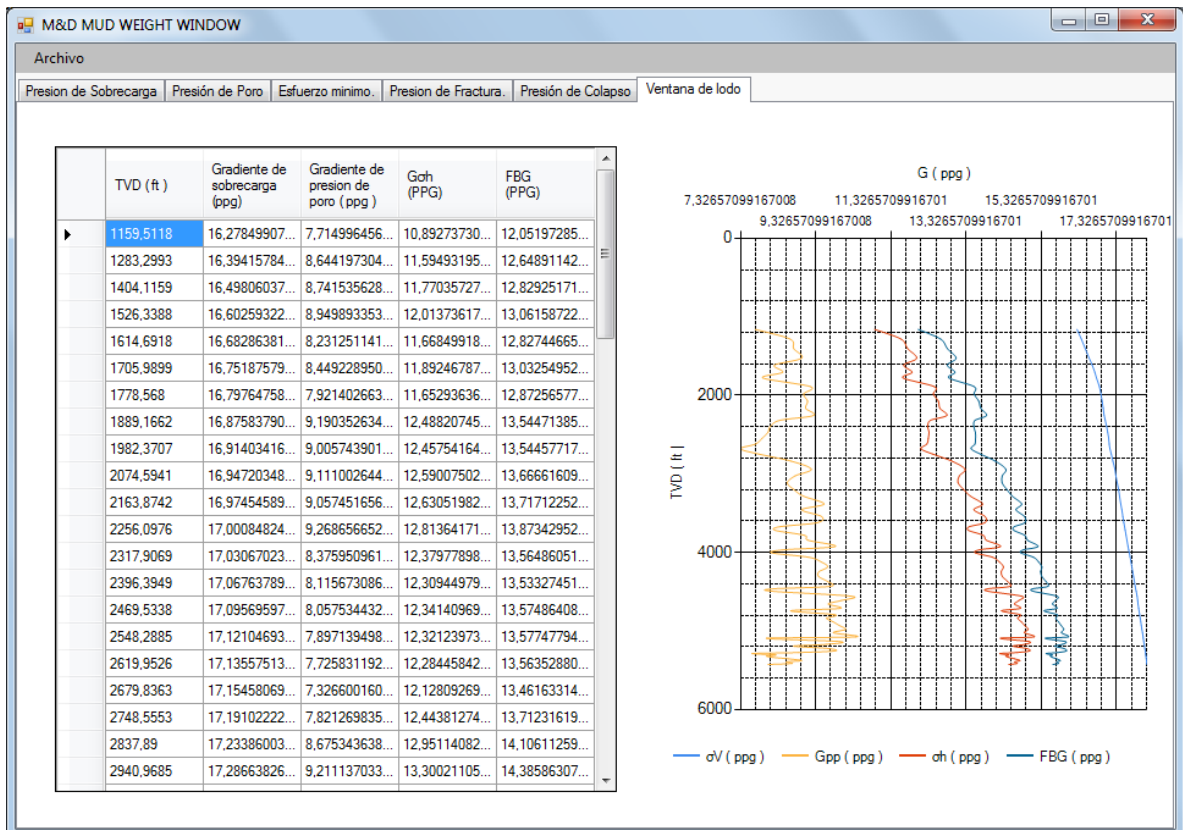 M&D MUD WEIGHT WINDOW
Archivo
Presion de Sobrecarga Presión de Poro Esfuerzo minimo. Presion de Fractura. Presión de Colapso Ventana de lodo
TVD ( ft ) Gradiente de sobrecarga (ppg) Gradiente de presion de poro ( ppg ) Gσh (PPG) FBG (PPG)
1159,5118 16,27849907... 7,714996456... 10,89273730... 12,05197285...
1283,2993 16,39415784... 8,644197304... 11,59493195... 12,64891142...
1404,1159 16,49806037... 8,741535628... 11,77035727... 12,82925171...
1526,3388 16,60259322... 8,949893353... 12,01373617... 13,06158722...
1614,6918 16,68286381... 8,231251141... 11,66849918... 12,82744665...
1705,9899 16,75187579... 8,449228950... 11,89246787... 13,03254952...
1778,568 16,79764758... 7,921402663... 11,65293636... 12,87256577...
1889,1662 16,87583790... 9,190352634... 12,48820745... 13,54471385...
1982,3707 16,91403416... 9,005743901... 12,45754164... 13,54457717...
2074,5941 16,94720348... 9,111002644... 12,59007502... 13,66661609...
2163,8742 16,97454589... 9,057451656... 12,63051982... 13,71712252...
2256,0976 17,00084824... 9,268656652... 12,81364171... 13,87342952...
2317,9069 17,03067023... 8,375950961... 12,37977898... 13,56486051...
2396,3949 17,06763789... 8,115673086... 12,30944979... 13,53327451...
2469,5338 17,09569597... 8,057534432... 12,34140969... 13,57486408...
2548,2885 17,12104693... 7,897139498... 12,32123973... 13,57747794...
2619,9526 17,13557513... 7,725831192... 12,28445842... 13,56352880...
2679,8363 17,15458069... 7,326600160... 12,12809269... 13,46163314...
2748,5553 17,19102222... 7,821269835... 12,44381274... 13,71231619...
2837,89 17,23386003... 8,675343638... 12,95114082... 14,10611259...
2940,9685 17,28663826... 9,211137033... 13,30021105... 14,38586307...
G ( ppg )
7,32657099167008 11,3265709916701 15,3265709916701
9,32657099167008 13,3265709916701 17,3265709916701
0
2000
TVD ( ft )
4000
6000
σV ( ppg ) Gpp ( ppg ) σh ( ppg ) FBG ( ppg )